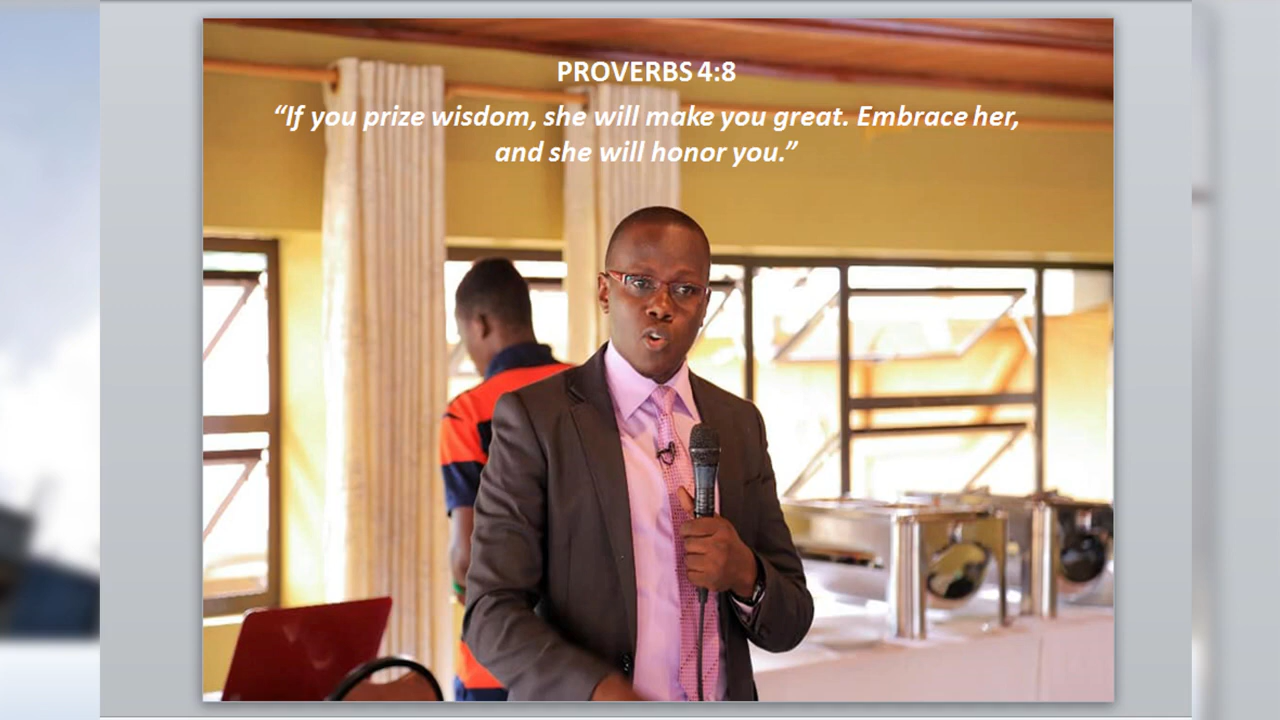 PROVERBS 4:8
“If you prize wisdom, she will make you great. Embrace her,
and she will honor you.”